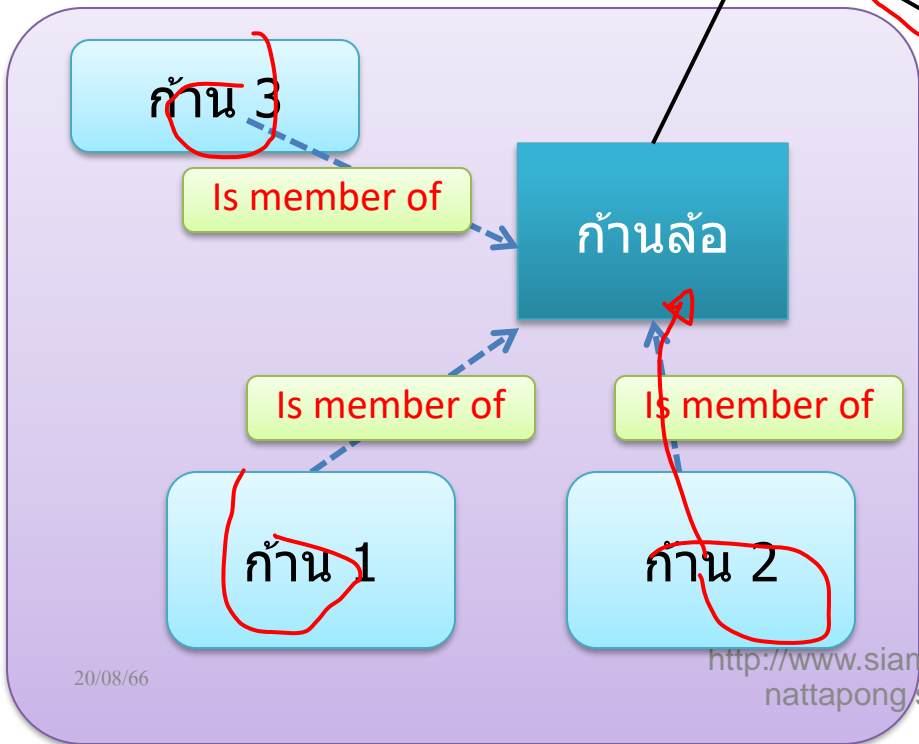 ก้าน 3
Is member of
ก้านล้อ
Is member of
Is member of
ก้าน 1
ก้าน 2
20/08/66
http://www.sian
nattapong